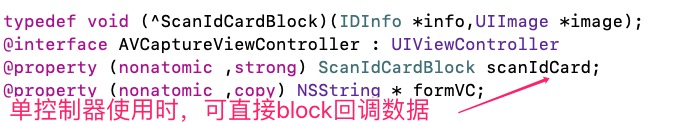 typedef void (^ScanIdCardBlock)(IDInfo *info,UIImage *image);
@interface AVCaptureViewController : UIViewController
@property (nonatomic ,strong) ScanIdCardBlock scanIdCard;
@property (nonatomic ,copy) NSString * formVC;
单控制器使用时，可直接block回调数据